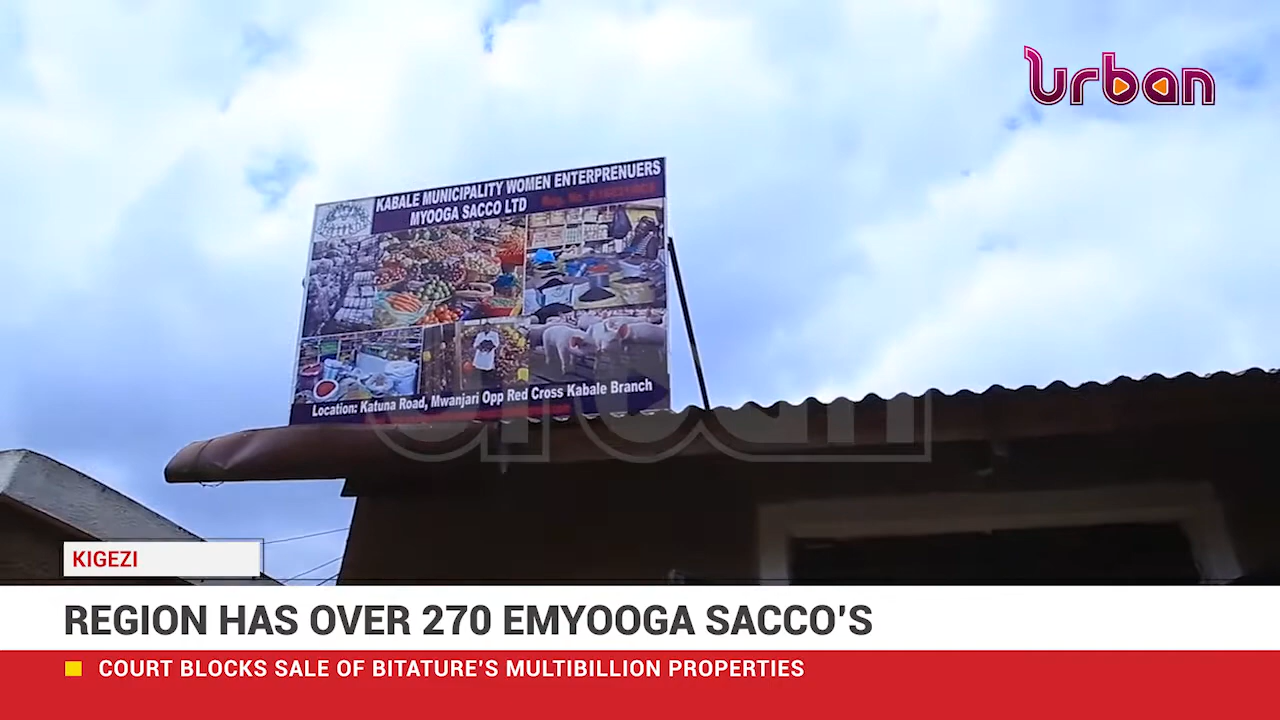 urban
KABALE MUNICIPALITY WOMEN ENTERPRENUERS
MYOOGA SACCO LTD
Location: Katuna Road, Mwanjari Opp Red Cross Kabale Branch
urban
KIGEZI
REGION HAS OVER 270 EMYOOGA SACCO'S
COURT BLOCKS SALE OF BITATURE'S MULTIBILLION PROPERTIES